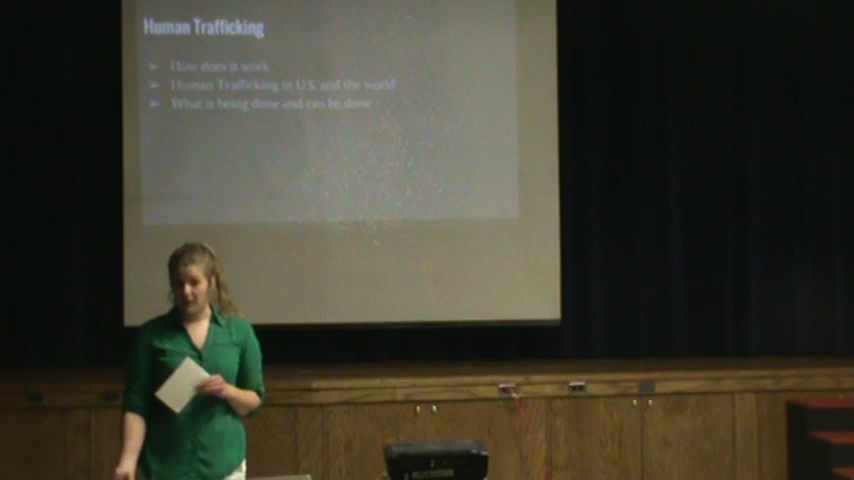 Human Trafficking
➢ How does it work
➢ Human Trafficking in U.S. and the world
➢ What is being done and can be done